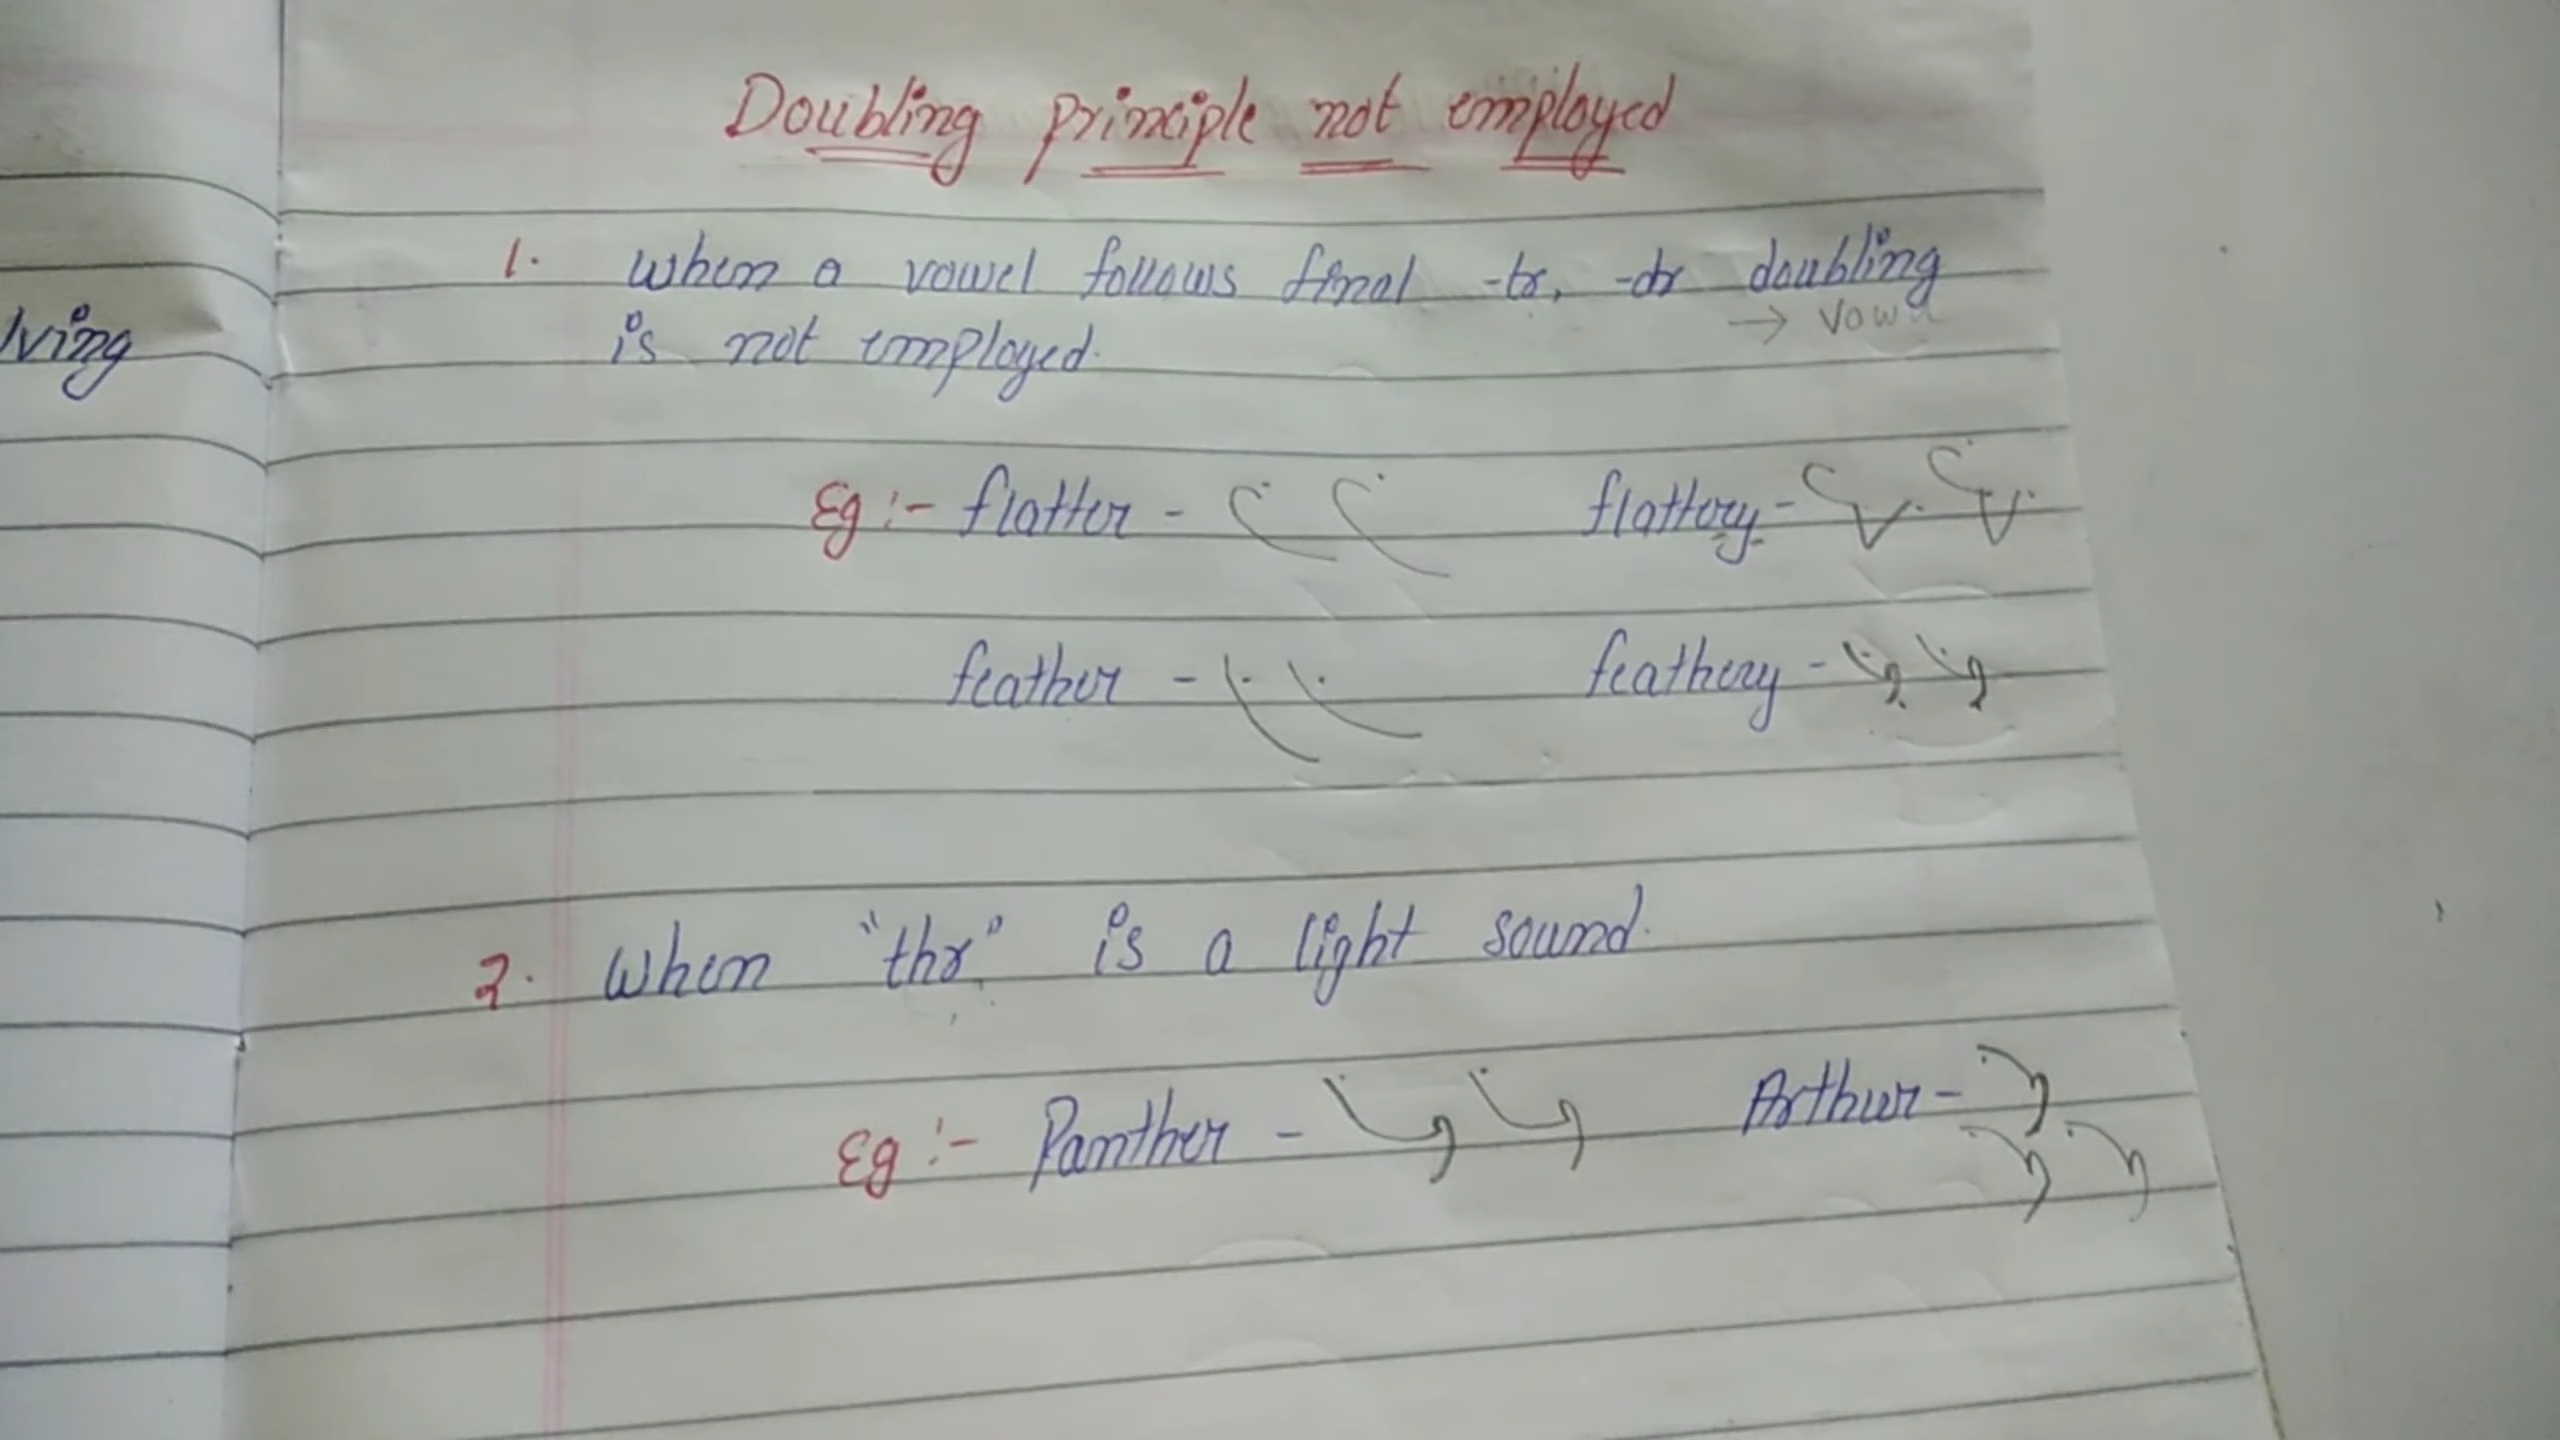 Doubling principle not employed
1. When a vowel follows final -tr, -dr doubling
→ Vowel
is not employed.
lving
Eg :- flatter - flattery -
feather - feathery -
2. When "thr" is a light sound.
Eg :- Panther - Arthur -